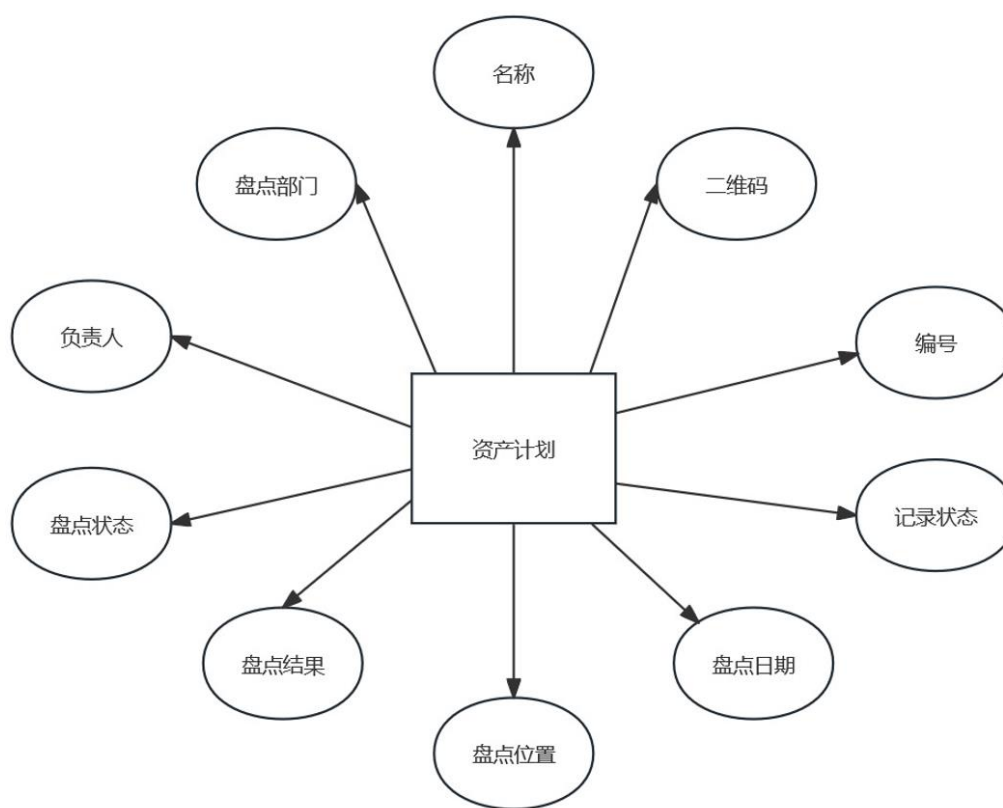 名称
盘点部门
二维码
负责人
编号
资产计划
盘点状态
记录状态
盘点结果
盘点日期
盘点位置